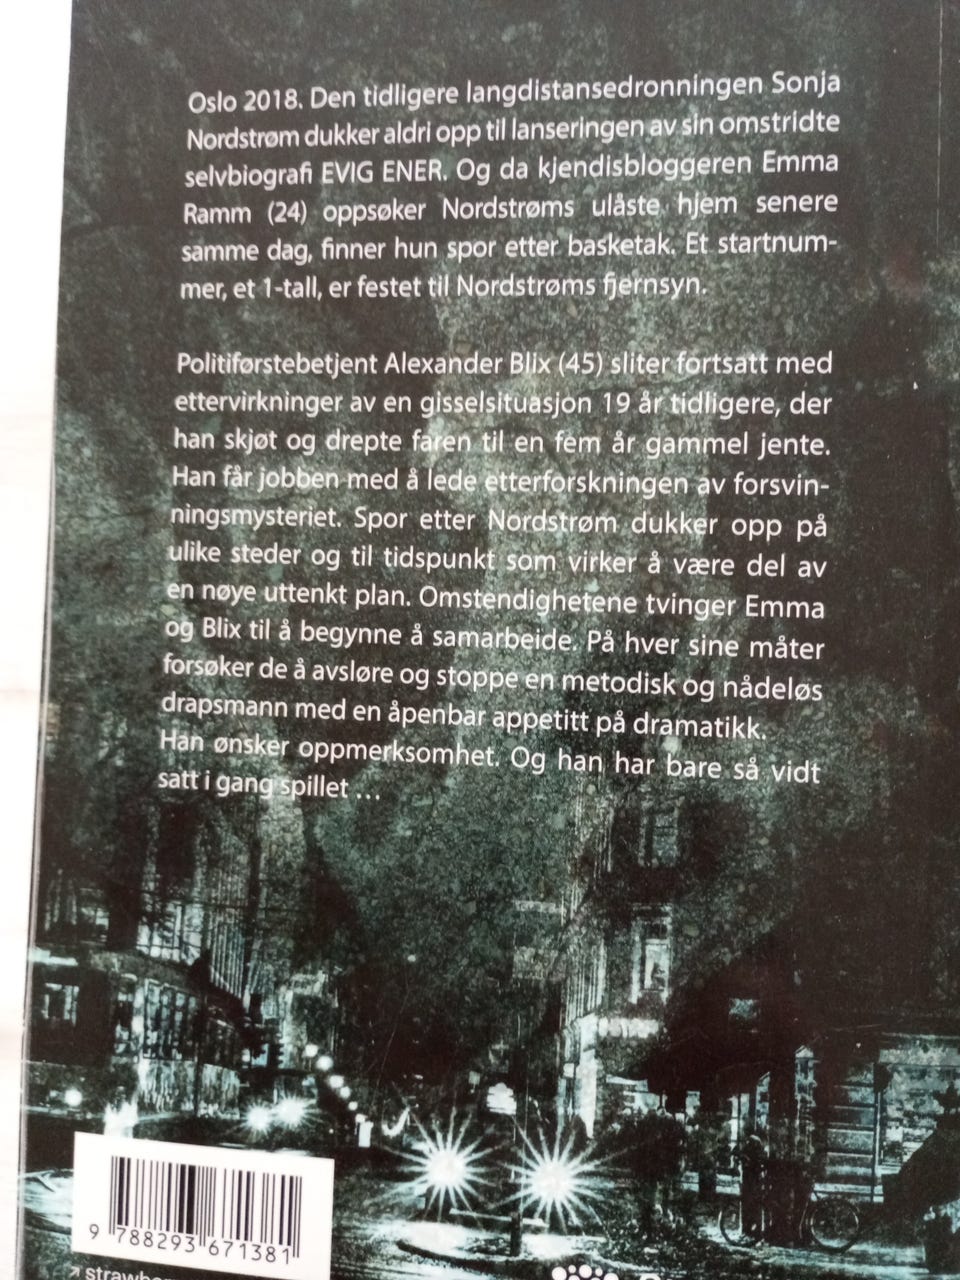 Oslo 2018. Den tidligere langdistansedronningen Sonja
Nordstrøm dukker aldri opp til lanseringen av sin omstridte
selvbiografi EVIG ENER. Og da kjendisbloggeren Emma
Ramm (24) oppsøker Nordstrøms ulåste hjem senere
samme dag, finner hun spor etter basketak. Et startnum-
mer, et 1-tall, er festet til Nordstrøms fjernsyn.
Politiførstebetjent Alexander Blix (45) sliter fortsatt med
ettervirkninger av en gisselsituasjon 19 år tidligere, der
han skjøt og drepte faren til en fem år gammel jente.
Han får jobben med å lede etterforskningen av forsvin-
ningsmysteriet. Spor etter Nordstrøm dukker opp på
ulike steder og til tidspunkt som virker å være del av
en nøye uttenkt plan. Omstendighetene tvinger Emma
og Blix til å begynne å samarbeide. På hver sine måter
forsøker de å avsløre og stoppe en metodisk og nådeløs
drapsmann med en åpenbar appetitt på dramatikk.
Han ønsker oppmerksomhet. Og han har bare så vidt
satt i gang spillet ...
9 788293 671381